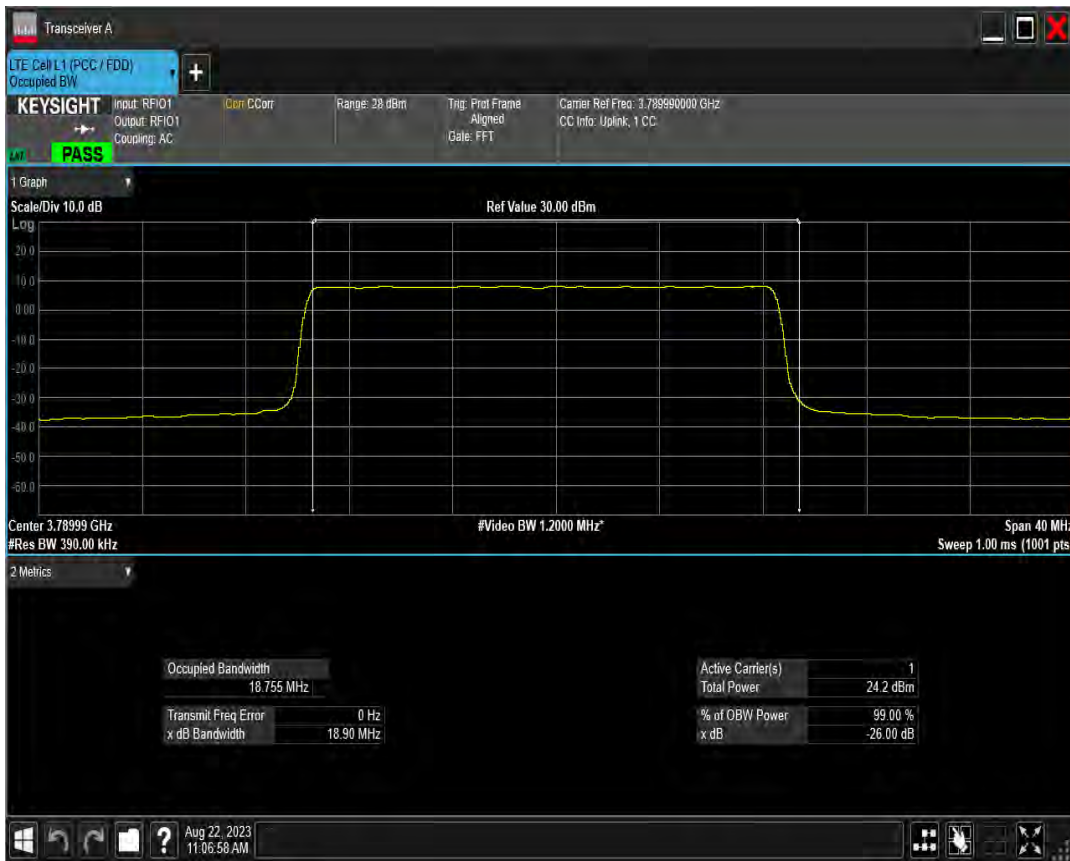 Transceiver A
LTE Cell L1 (PCC / FDD)
Occupied BW
+
KEYSIGHT
Input: RFIO1
Output: RFIO1
Coupling: AC
Corr CCorr
Range: 28 dBm
Trig: Prot Frame
Aligned
Gate: FFT
Carrier Ref Freq: 3.789990000 GHz
CC Info: Uplink, 1 CC
PASS
1 Graph
Scale/Div 10.0 dB
Ref Value 30.00 dBm
Log
20.0
10.0
0.00
-10.0
-20.0
-30.0
-40.0
-50.0
-60.0
Center 3.78999 GHz
#Video BW 1.2000 MHz*
Span 40 MHz
#Res BW 390.00 kHz
Sweep 1.00 ms (1001 pts
2 Metrics
Occupied Bandwidth
18.755 MHz
Transmit Freq Error 0 Hz
x dB Bandwidth 18.90 MHz
Active Carrier(s) 1
Total Power 24.2 dBm
% of OBW Power 99.00 %
x dB -26.00 dB
?
Aug 22, 2023
11:06:58 AM